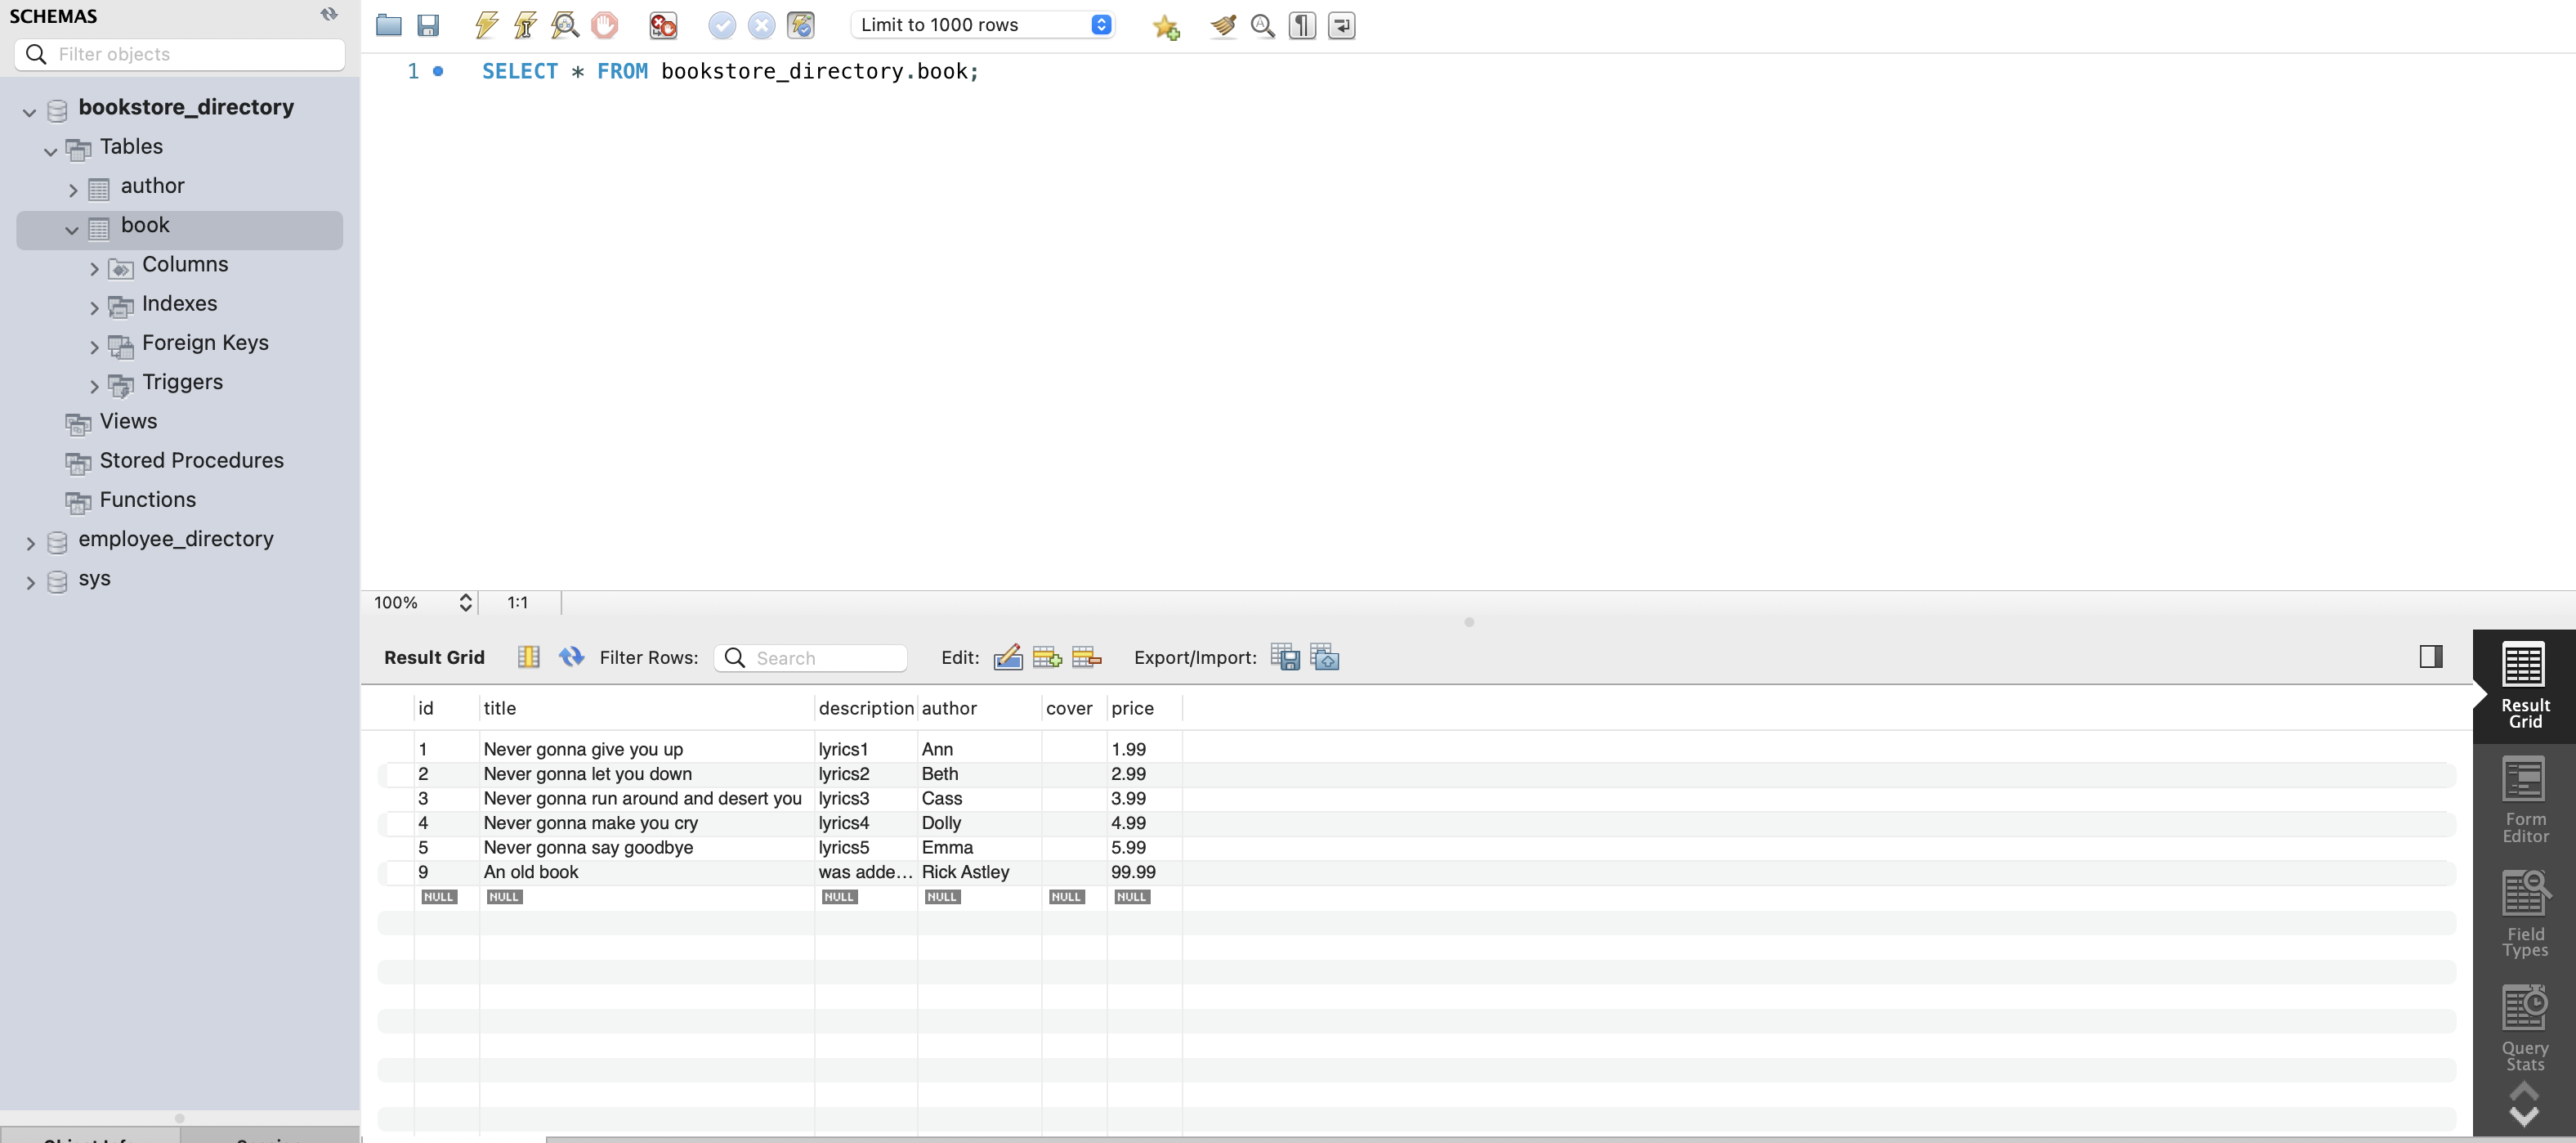 SCHEMAS
Filter objects
bookstore_directory
Tables
author
book
Columns
Indexes
Foreign Keys
Triggers
Views
Stored Procedures
Functions
employee_directory
sys
Limit to 1000 rows
1 SELECT * FROM bookstore_directory.book;
100% 1:1
Result Grid Filter Rows: Search Edit: Export/Import:
id title description author cover price
1 Never gonna give you up lyrics1 Ann 1.99
2 Never gonna let you down lyrics2 Beth 2.99
3 Never gonna run around and desert you lyrics3 Cass 3.99
4 Never gonna make you cry lyrics4 Dolly 4.99
5 Never gonna say goodbye lyrics5 Emma 5.99
9 An old book was adde... Rick Astley 99.99
NULL NULL NULL NULL NULL NULL
Result
Grid
Form
Editor
Field
Types
Query
Stats